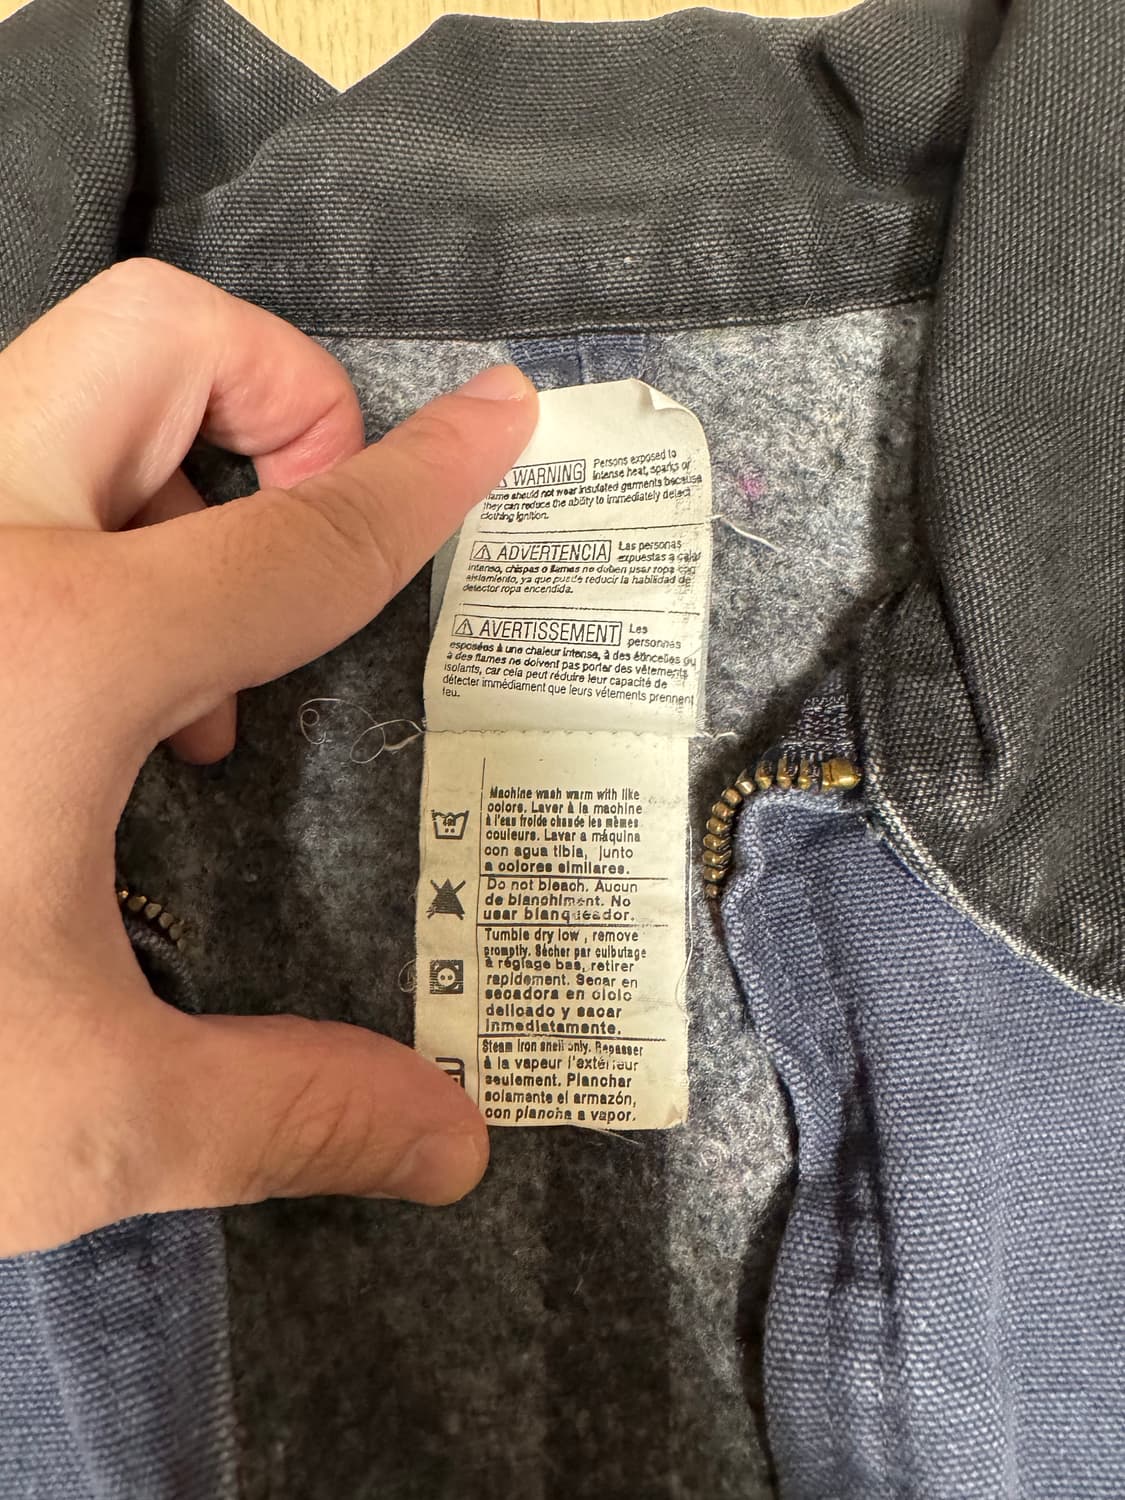 ⚠ WARNING Persons exposed to
intense heat, sparks or
flame should not wear insulated garments because
they can reduce the ability to immediately detect
clothing ignition.
⚠ ADVERTENCIA Las personas
expuestas a calor
intenso, chispas o llamas no deben usar ropa con
aislamiento, ya que puede reducir la habilidad de
detector ropa encendida.
⚠ AVERTISSEMENT Les
personnes
exposées à une chaleur intense, à des étincelles ou
à des flames ne doivent pas porter des vêtements
isolants, car cela peut réduire leur capacité de
détecter immédiatement que leurs vêtements prennent
feu.
Machine wash warm with like
colors. Laver à la machine
à l'eau froide chaude les mêmes
couleurs. Lavar a máquina
con agua tibia, junto
a colores similares.
Do not bleach. Aucun
de blanchiment. No
usar blanqueador.
Tumble dry low , remove
promptly. Sécher par culbutage
à réglage bas, retirer
rapidement. Secar en
secadora en ciclo
delicado y sacar
inmediatamente.
Steam iron shell only. Repasser
à la vapeur l'extérieur
seulement. Planchar
solamente el armazón,
con plancha a vapor.